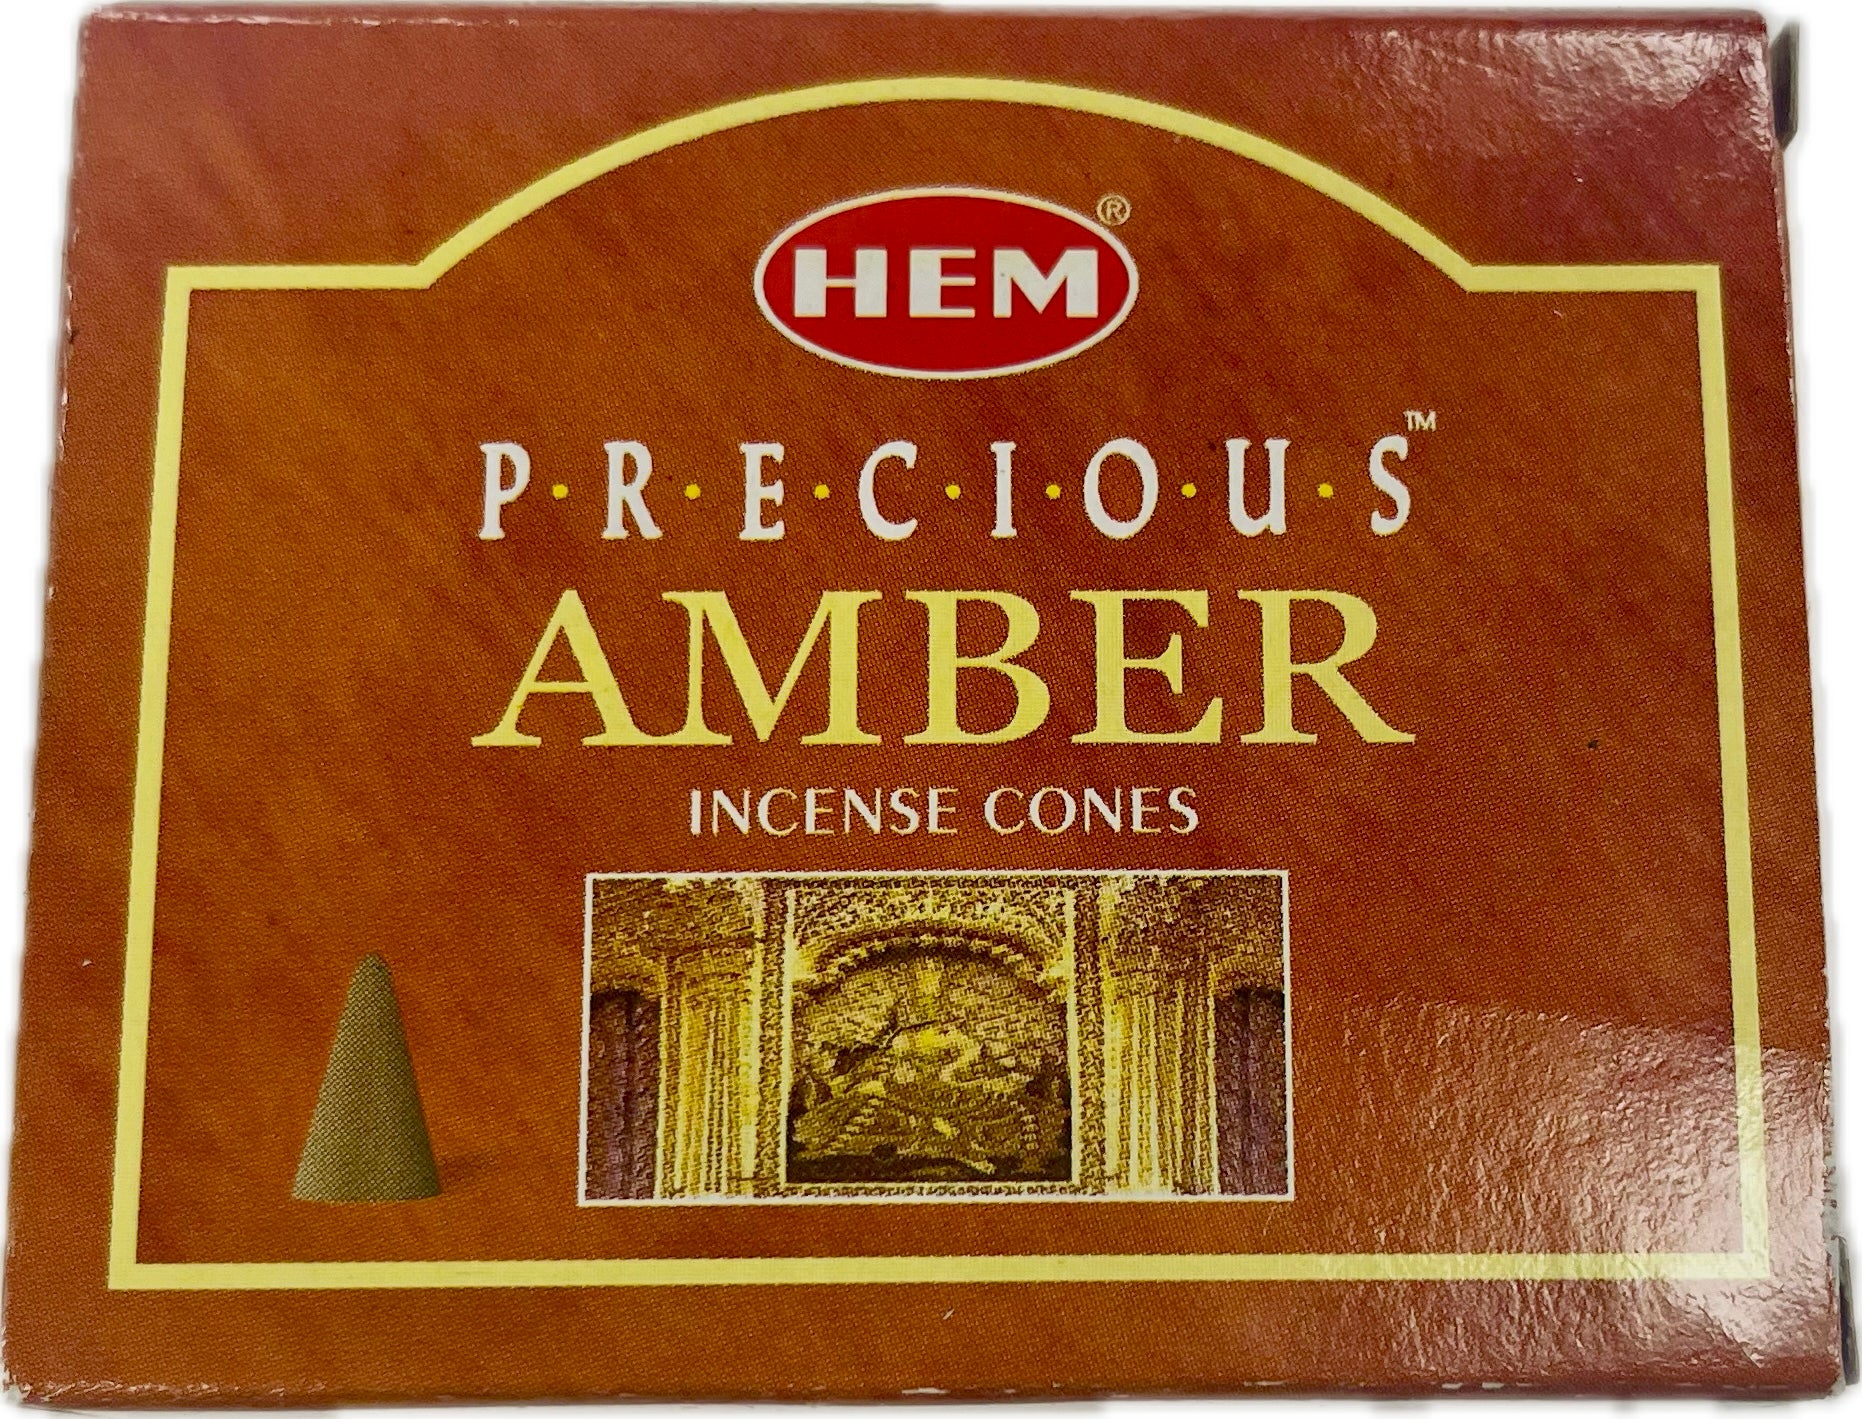 HEM®
P·R·E·C·I·O·U·S™
AMBER
INCENSE CONES